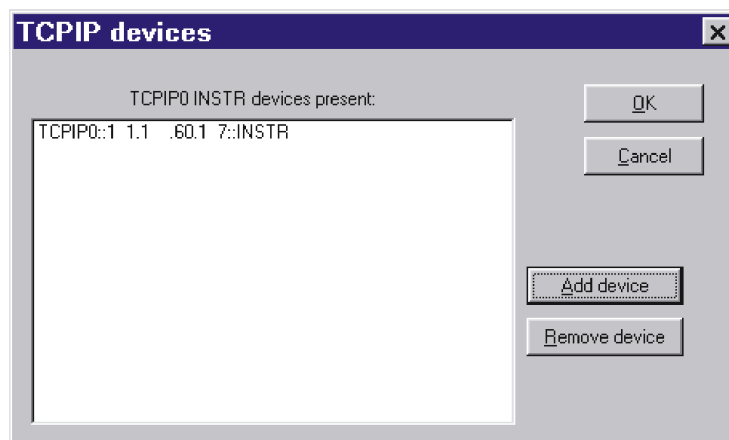 TCPIP devices
TCPIP0 INSTR devices present:
TCPIP0::1 1.1 .60.1 7::INSTR
OK
Cancel
Add device
Remove device